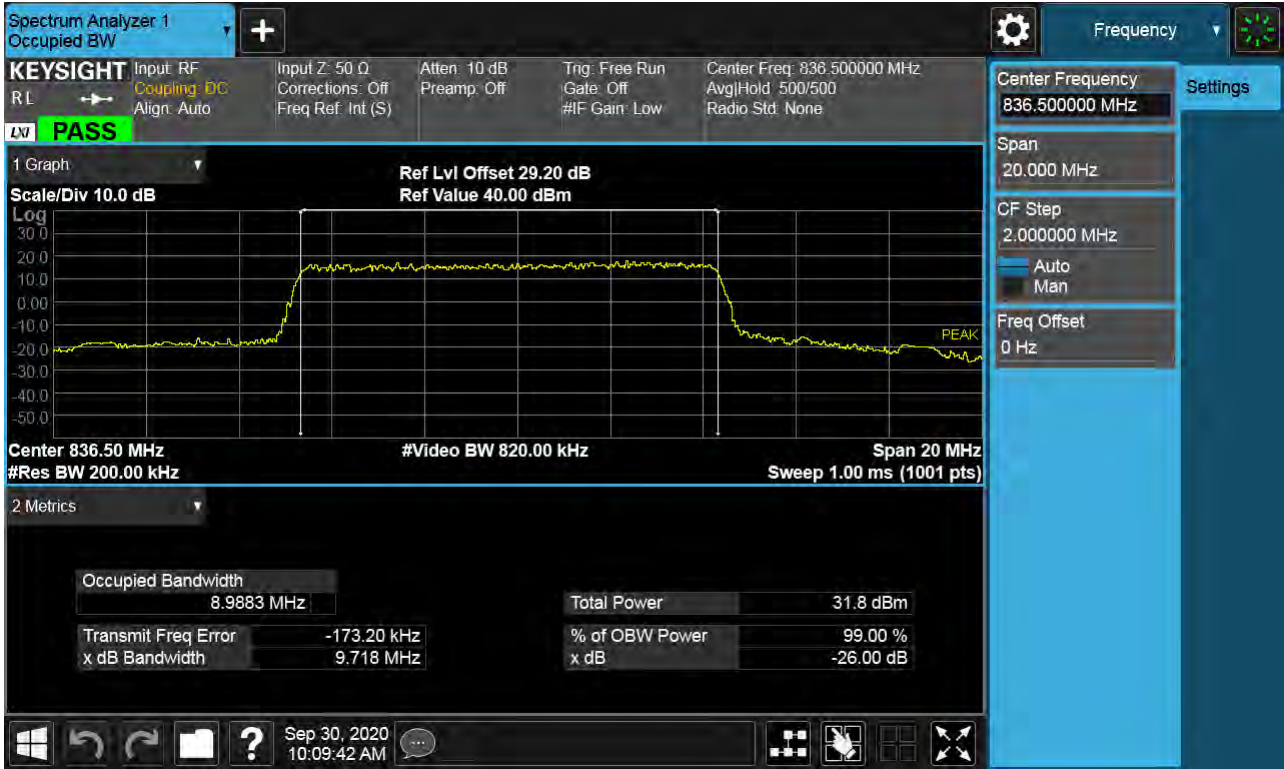 Spectrum Analyzer 1
Occupied BW
Frequency
KEYSIGHT
RL
LXI
PASS
Input: RF
Coupling: DC
Align: Auto
Input Z: 50 Ω
Corrections: Off
Freq Ref: Int (S)
Atten: 10 dB
Preamp: Off
Trig: Free Run
Gate: Off
#IF Gain: Low
Center Freq: 836.500000 MHz
Avg|Hold: 500/500
Radio Std: None
Center Frequency
836.500000 MHz
Settings
Span
20.000 MHz
CF Step
2.000000 MHz
Auto
Man
Freq Offset
0 Hz
1 Graph
Scale/Div 10.0 dB
Ref Lvl Offset 29.20 dB
Ref Value 40.00 dBm
Log
30.0
20.0
10.0
0.00
-10.0
-20.0
-30.0
-40.0
-50.0
PEAK
Center 836.50 MHz
#Video BW 820.00 kHz
Span 20 MHz
#Res BW 200.00 kHz
Sweep 1.00 ms (1001 pts)
2 Metrics
Occupied Bandwidth
8.9883 MHz
Total Power 31.8 dBm
Transmit Freq Error -173.20 kHz
% of OBW Power 99.00 %
x dB Bandwidth 9.718 MHz
x dB -26.00 dB
?
Sep 30, 2020
10:09:42 AM